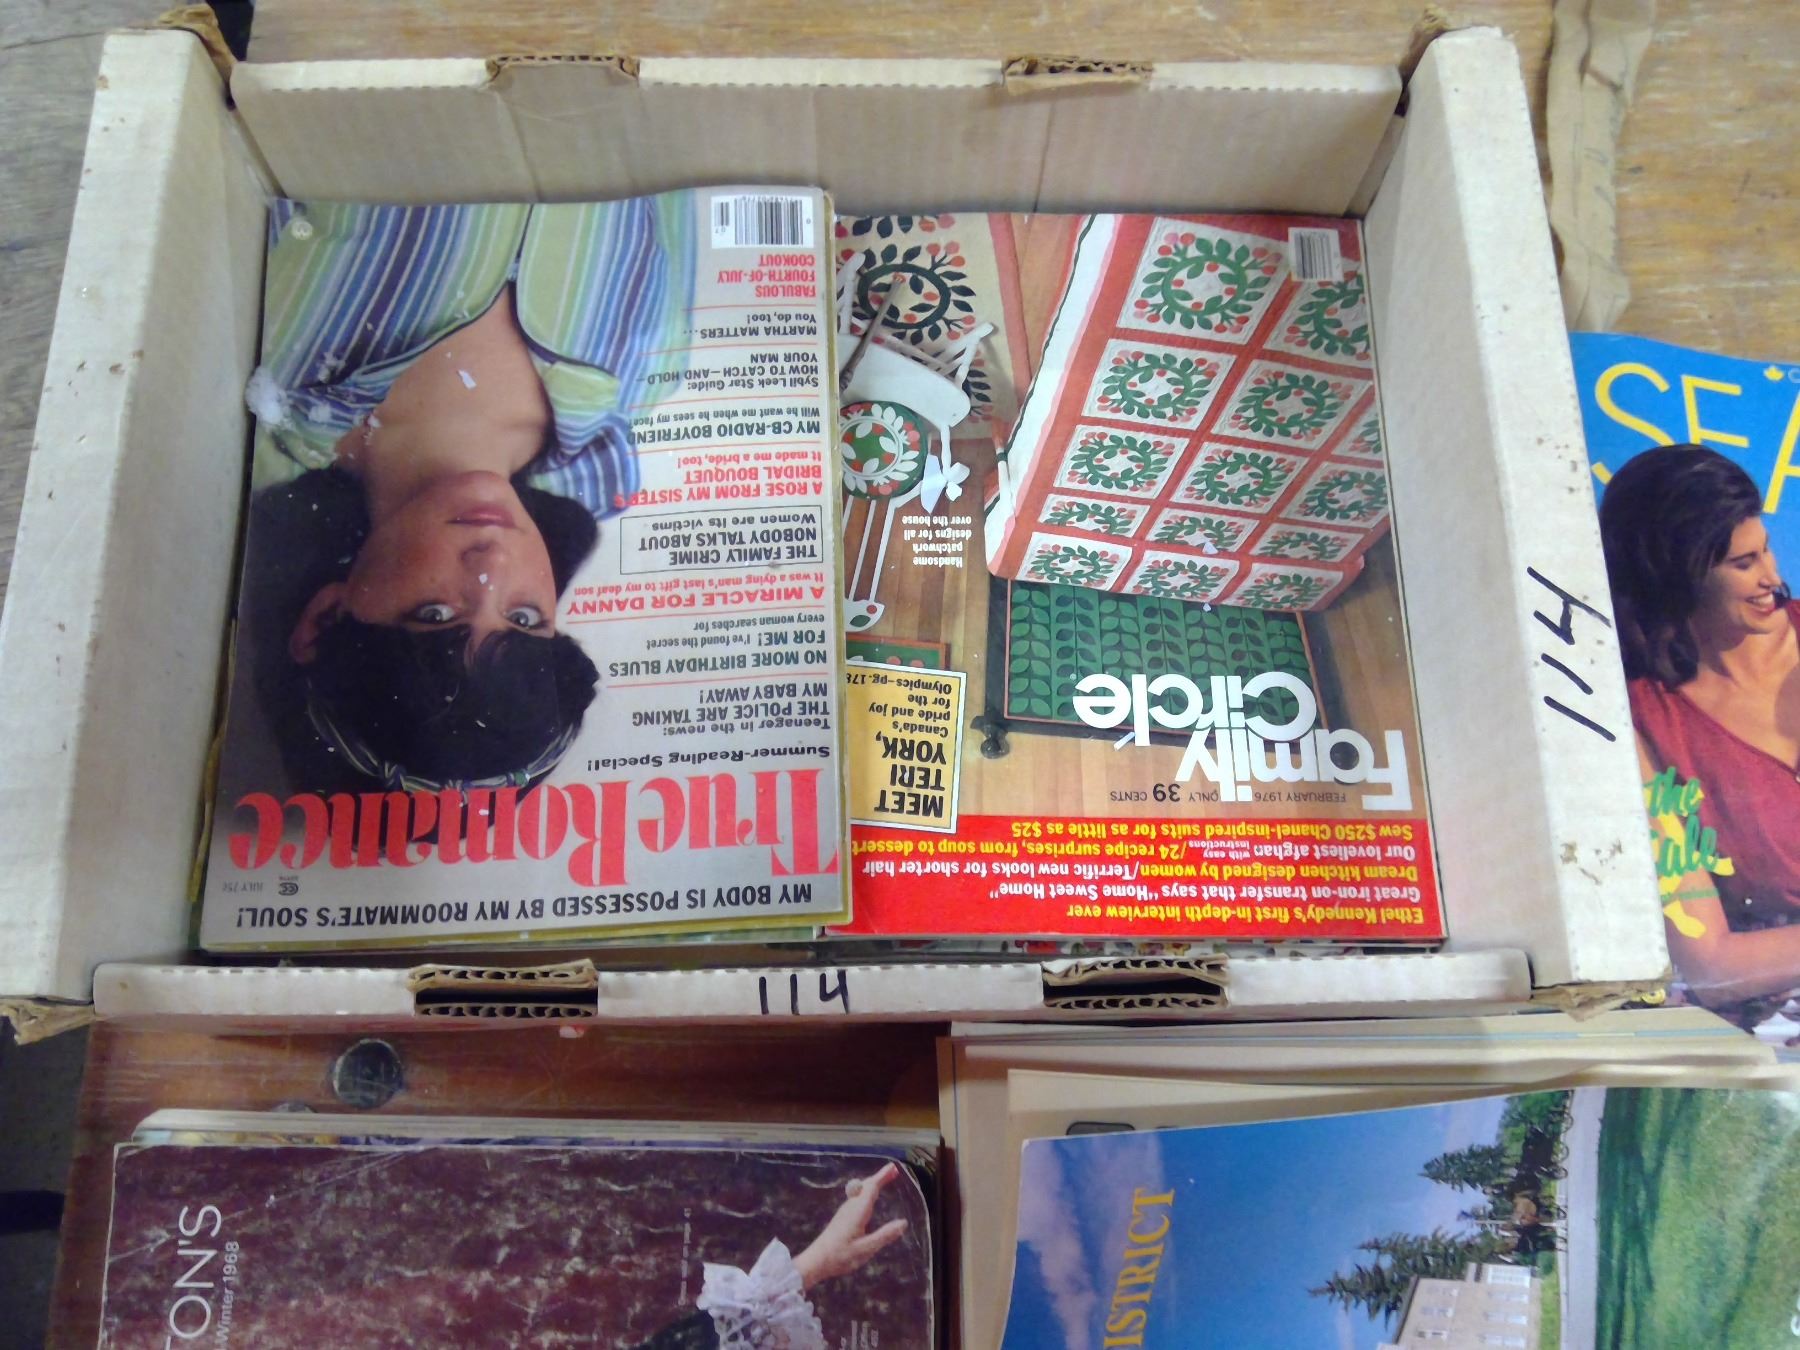 MY BODY IS POSSESSED BY MY ROOMMATE'S SOUL!
JULY 75¢
True Romance
Summer-Reading Special!
Teenager in the news:
THE POLICE ARE TAKING
MY BABY AWAY!
NO MORE BIRTHDAY BLUES
FOR ME! I've found the secret
every woman searches for
A MIRACLE FOR DANNY
It was a dying man's last gift to my deaf son
THE FAMILY CRIME
NOBODY TALKS ABOUT
Women are its victims
A ROSE FROM MY SISTER'S
BRIDAL BOUQUET
It made me a bride, too!
MY CB-RADIO BOYFRIEND
Will he want me when he sees my face?
Sybil Leek Star Guide:
HOW TO CATCH—AND HOLD—
YOUR MAN
MARTHA MATTERS...
You do, too!
FABULOUS
FOURTH-OF-JULY
COOKOUT
Ethel Kennedy's first in-depth interview ever
Great iron-on transfer that says "Home Sweet Home"
Dream kitchen designed by women/Terrific new looks for shorter hair
Our loveliest afghan with easy instructions/24 recipe surprises, from soup to dessert
Sew $250 Chanel-inspired suits for as little as $25
FEBRUARY 1976 ONLY 39 CENTS
Family
Circle
MEET
TERI
YORK,
Canada's
pride and joy
for the
Olympics-pg.178
Handsome
patchwork
designs for all
over the house
114
114
SEA
the
ale
TON'S
Winter 1968
ISTRICT